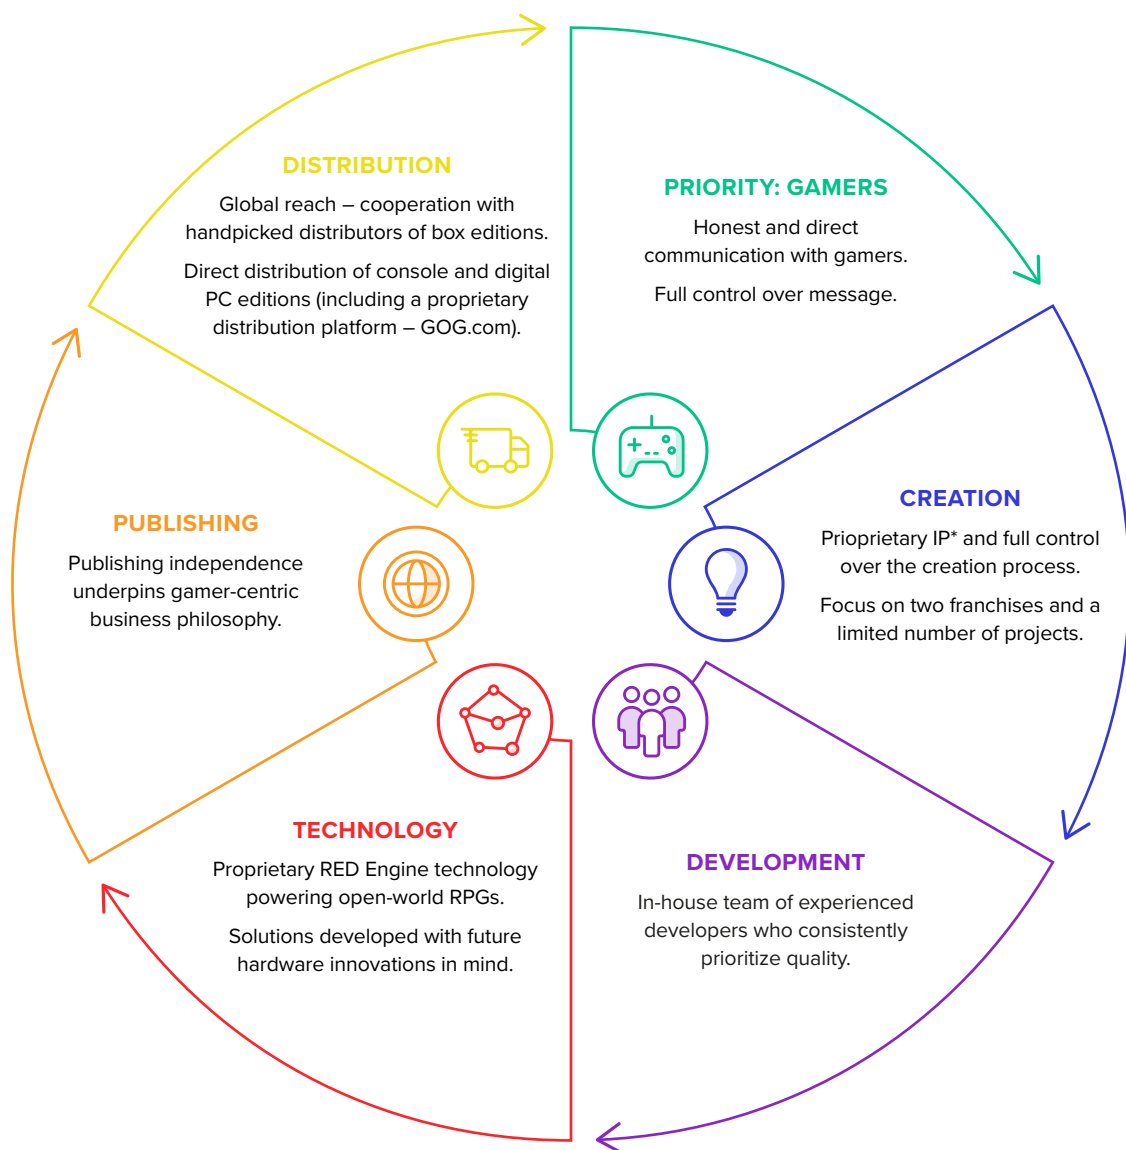 DISTRIBUTION
Global reach – cooperation with
handpicked distributors of box editions.
Direct distribution of console and digital
PC editions (including a proprietary
distribution platform – GOG.com).
PRIORITY: GAMERS
Honest and direct
communication with gamers.
Full control over message.
CREATION
Prioprietary IP* and full control
over the creation process.
Focus on two franchises and a
limited number of projects.
DEVELOPMENT
In-house team of experienced
developers who consistently
prioritize quality.
TECHNOLOGY
Proprietary RED Engine technology
powering open-world RPGs.
Solutions developed with future
hardware innovations in mind.
PUBLISHING
Publishing independence
underpins gamer-centric
business philosophy.